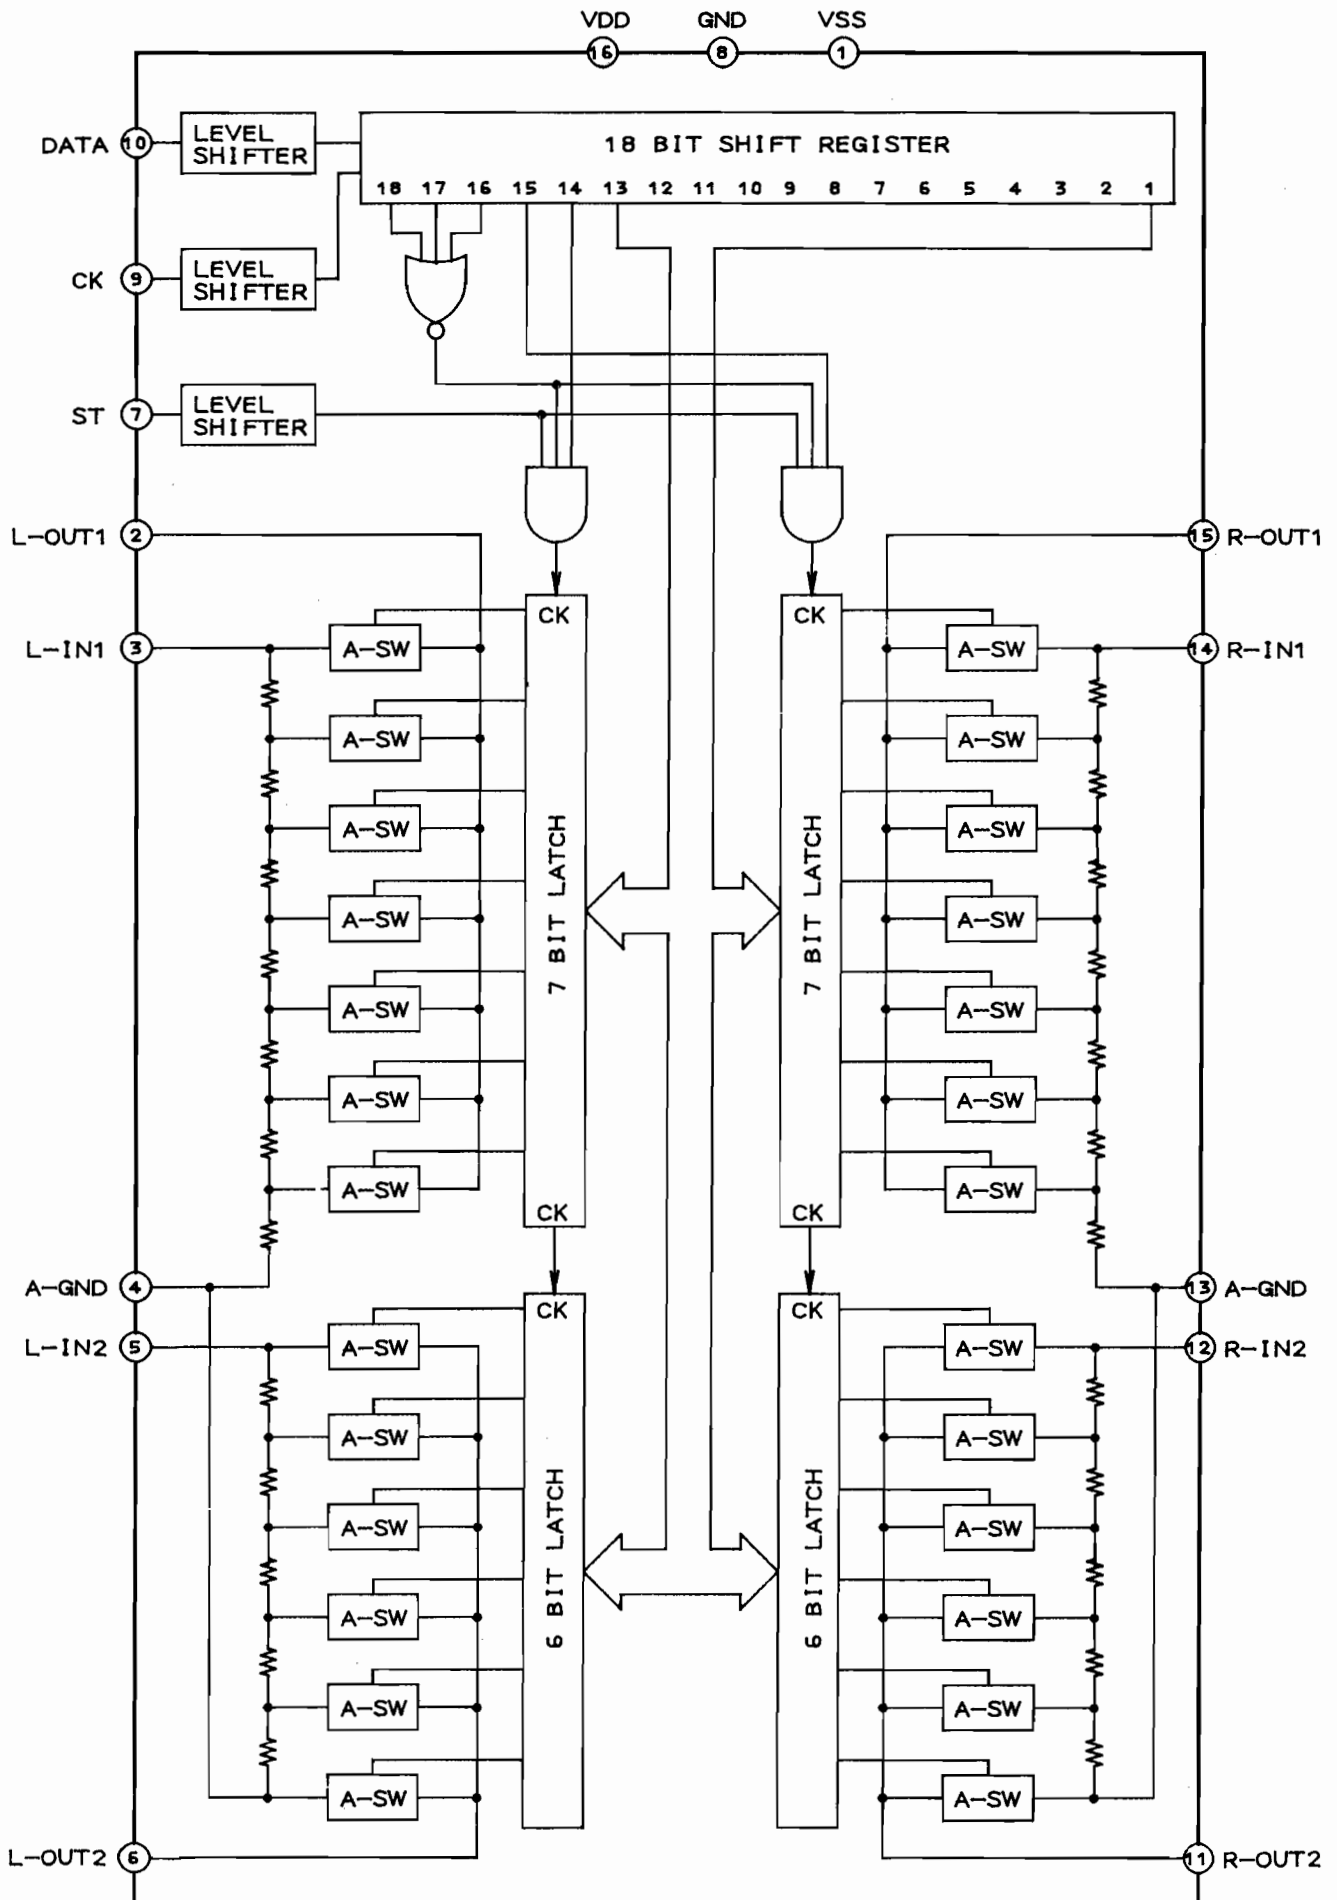 VDD GND VSS
16 8 1
DATA 10 LEVEL SHIFTER
18 BIT SHIFT REGISTER
18 17 16 15 14 13 12 11 10 9 8 7 6 5 4 3 2 1
CK 9 LEVEL SHIFTER
ST 7 LEVEL SHIFTER
L-OUT1 2
15 R-OUT1
CK CK
L-IN1 3 A-SW A-SW 14 R-IN1
A-SW A-SW
A-SW A-SW
A-SW A-SW
7 BIT LATCH 7 BIT LATCH
A-SW A-SW
A-SW A-SW
A-SW A-SW
CK CK
A-GND 4 13 A-GND
CK CK
L-IN2 5 A-SW A-SW 12 R-IN2
A-SW A-SW
A-SW A-SW
6 BIT LATCH 6 BIT LATCH
A-SW A-SW
A-SW A-SW
A-SW A-SW
L-OUT2 6 11 R-OUT2